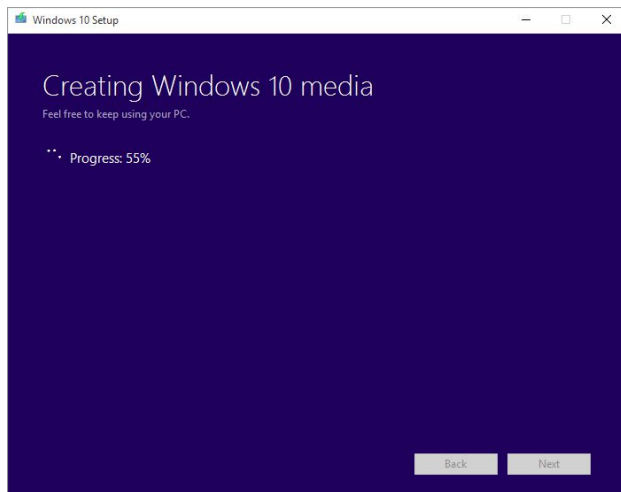 Windows 10 Setup
Creating Windows 10 media
Feel free to keep using your PC.
Progress: 55%
Back
Next